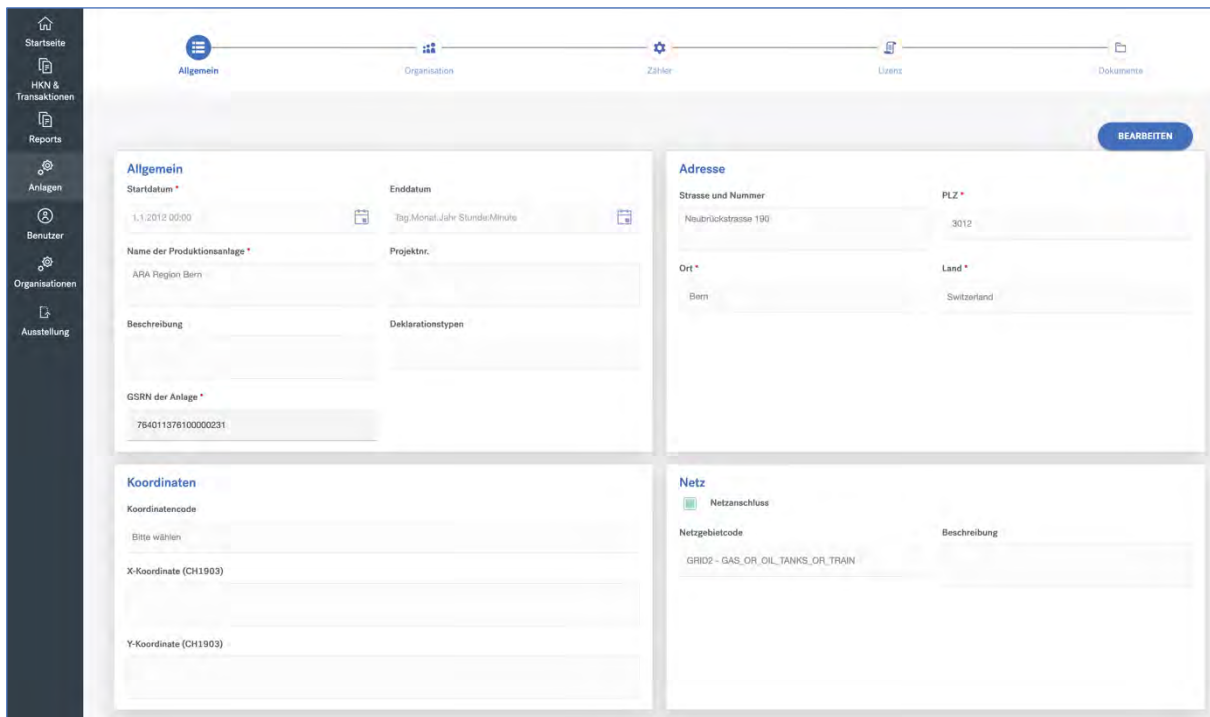 Startseite
HKN &
Transaktionen
Reports
Anlagen
Benutzer
Organisationen
Ausstellung
Allgemein
Organisation
Zähler
Lizenz
Dokumente
BEARBEITEN
Allgemein
Startdatum *
Enddatum
1.1.2012 00:00
Tag.Monat.Jahr Stunde:Minute
Name der Produktionsanlage *
Projektnr.
ARA Region Bern
Beschreibung
Deklarationstypen
GSRN der Anlage *
764011376100000231
Adresse
Strasse und Nummer
PLZ *
Neubrückstrasse 190
3012
Ort *
Land *
Bern
Switzerland
Koordinaten
Koordinatencode
Bitte wählen
X-Koordinate (CH1903)
Y-Koordinate (CH1903)
Netz
Netzanschluss
Netzgebietcode
Beschreibung
GRID2 - GAS_OR_OIL_TANKS_OR_TRAIN